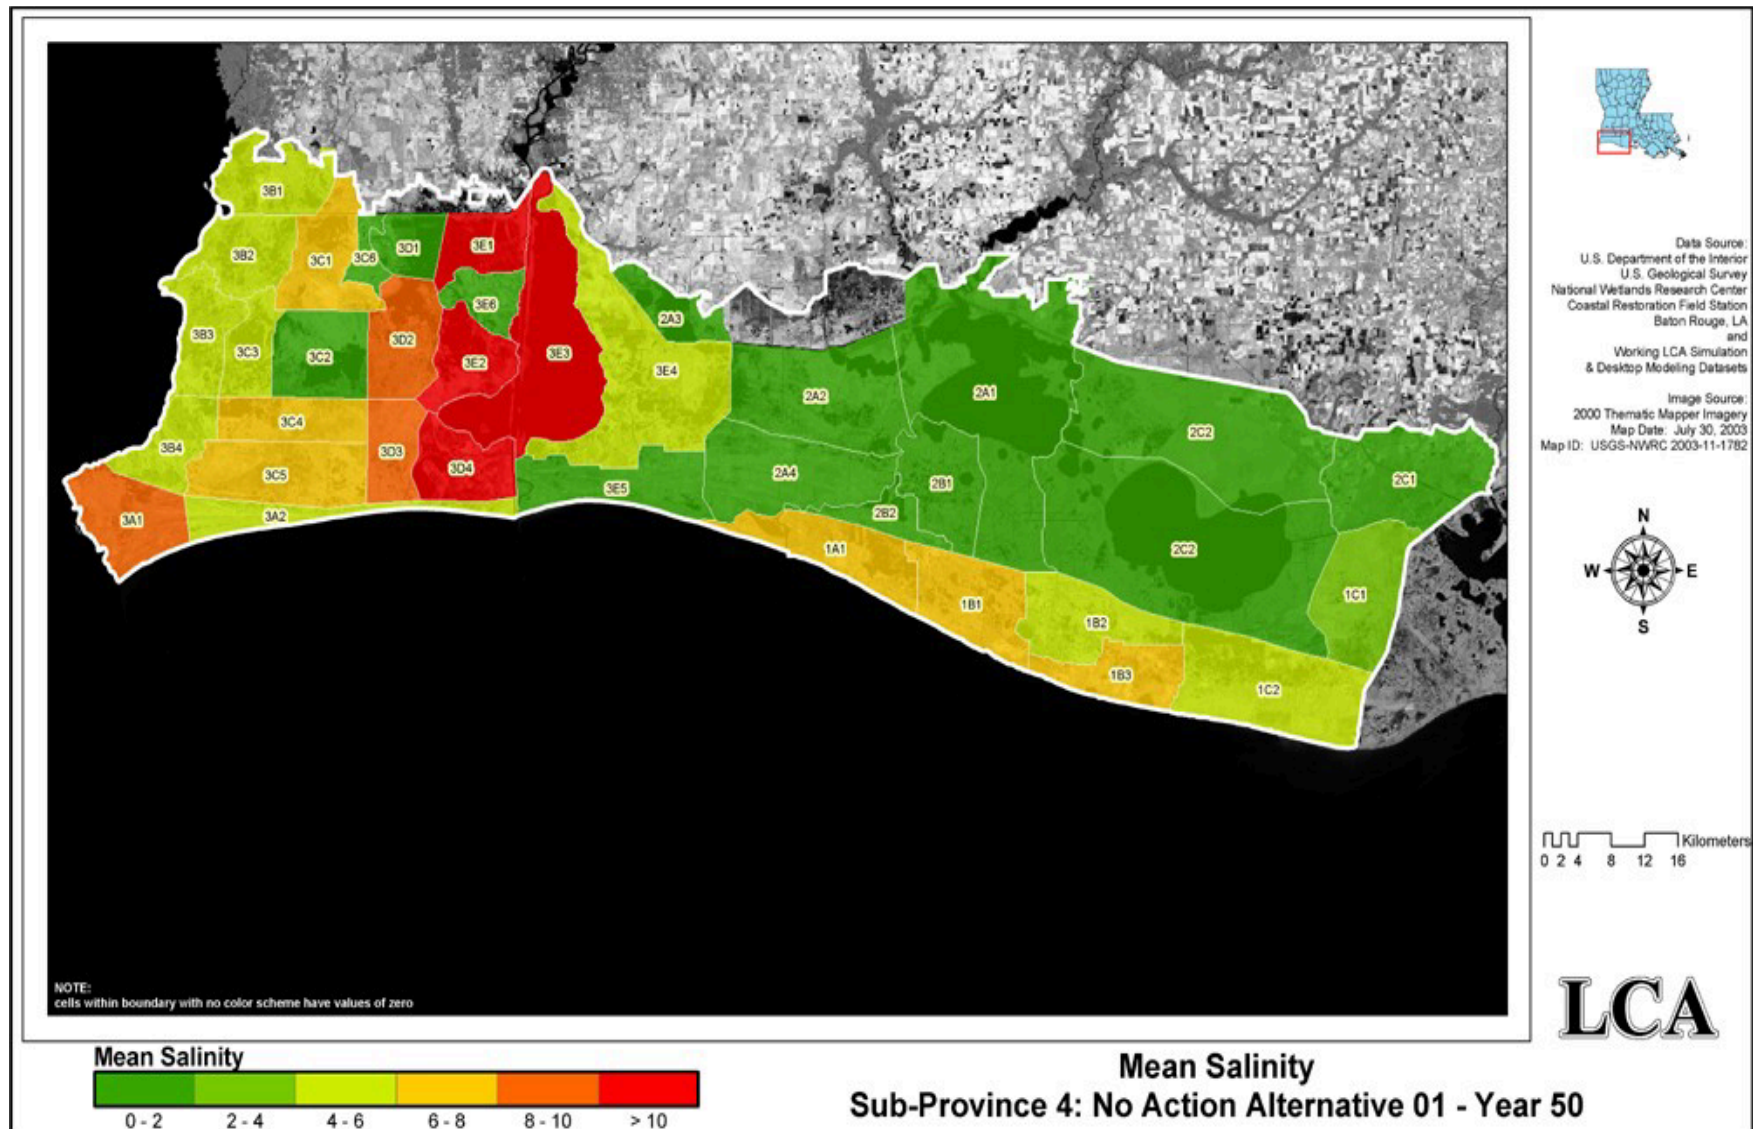 3B1
3B2
3C1
3C6
3D1
3E1
3E6
3B3
3C3
3C2
3D2
3E2
3E3
2A3
3E4
2A2
2A1
2C2
3C4
3B4
3C5
3D3
3D4
3E5
2A4
2B1
2B2
2C1
3A1
3A2
1A1
2C2
1B1
1C1
1B2
1B3
1C2
NOTE:
cells within boundary with no color scheme have values of zero
Data Source:
U.S. Department of the Interior
U.S. Geological Survey
National Wetlands Research Center
Coastal Restoration Field Station
Baton Rouge, LA
and
Working LCA Simulation
& Desktop Modeling Datasets
Image Source:
2000 Thematic Mapper Imagery
Map Date: July 30, 2003
Map ID: USGS-NWRC 2003-11-1782
N
W E
S
Kilometers
0 2 4 8 12 16
LCA
Mean Salinity
0 - 2 2 - 4 4 - 6 6 - 8 8 - 10 > 10
Mean Salinity
Sub-Province 4: No Action Alternative 01 - Year 50